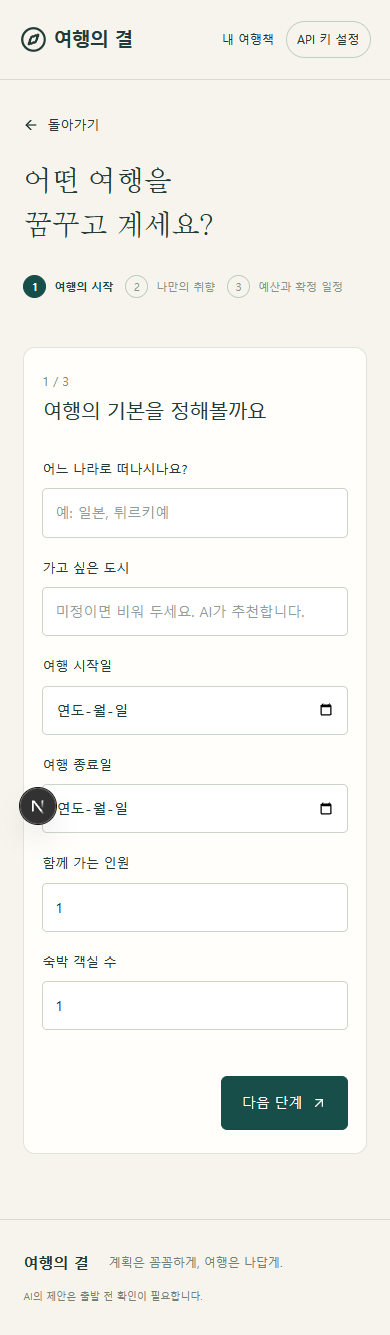 여행의 결
내 여행책
API 키 설정
← 돌아가기
어떤 여행을
꿈꾸고 계세요?
1 여행의 시작 2 나만의 취향 3 예산과 확정 일정
1 / 3
여행의 기본을 정해볼까요
어느 나라로 떠나시나요?
예: 일본, 튀르키예
가고 싶은 도시
미정이면 비워 두세요. AI가 추천합니다.
여행 시작일
연도-월-일
여행 종료일
N
연도-월-일
함께 가는 인원
1
숙박 객실 수
1
다음 단계 ↗
여행의 결 계획은 꼼꼼하게, 여행은 나답게.
AI의 제안은 출발 전 확인이 필요합니다.